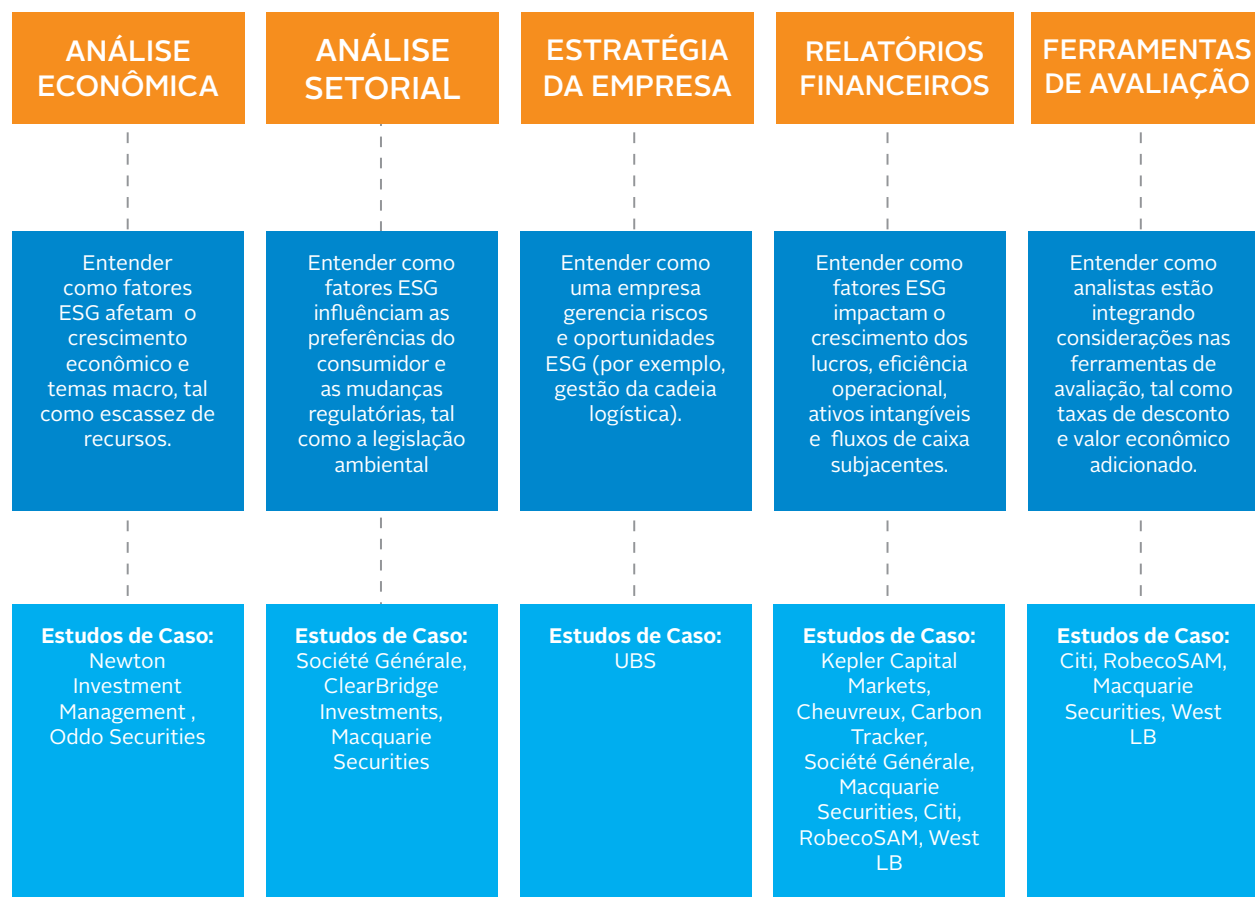 ANÁLISE
ECONÔMICA
ANÁLISE
SETORIAL
ESTRATÉGIA
DA EMPRESA
RELATÓRIOS
FINANCEIROS
FERRAMENTAS
DE AVALIAÇÃO
Entender
como fatores
ESG afetam o
crescimento
econômico e
temas macro, tal
como escassez de
recursos.
Entender como
fatores ESG
influênciam as
preferências do
consumidor e
as mudanças
regulatórias, tal
como a legislação
ambiental
Entender como
uma empresa
gerencia riscos
e oportunidades
ESG (por exemplo,
gestão da cadeia
logística).
Entender como
fatores ESG
impactam o
crescimento dos
lucros, eficiência
operacional,
ativos intangíveis
e fluxos de caixa
subjacentes.
Entender como
analistas estão
integrando
considerações nas
ferramentas de
avaliação, tal como
taxas de desconto
e valor econômico
adicionado.
Estudos de Caso:
Newton
Investment
Management ,
Oddo Securities
Estudos de Caso:
Société Générale,
ClearBridge
Investments,
Macquarie
Securities
Estudos de Caso:
UBS
Estudos de Caso:
Kepler Capital
Markets,
Cheuvreux, Carbon
Tracker,
Société Générale,
Macquarie
Securities, Citi,
RobecoSAM, West
LB
Estudos de Caso:
Citi, RobecoSAM,
Macquarie
Securities, West
LB